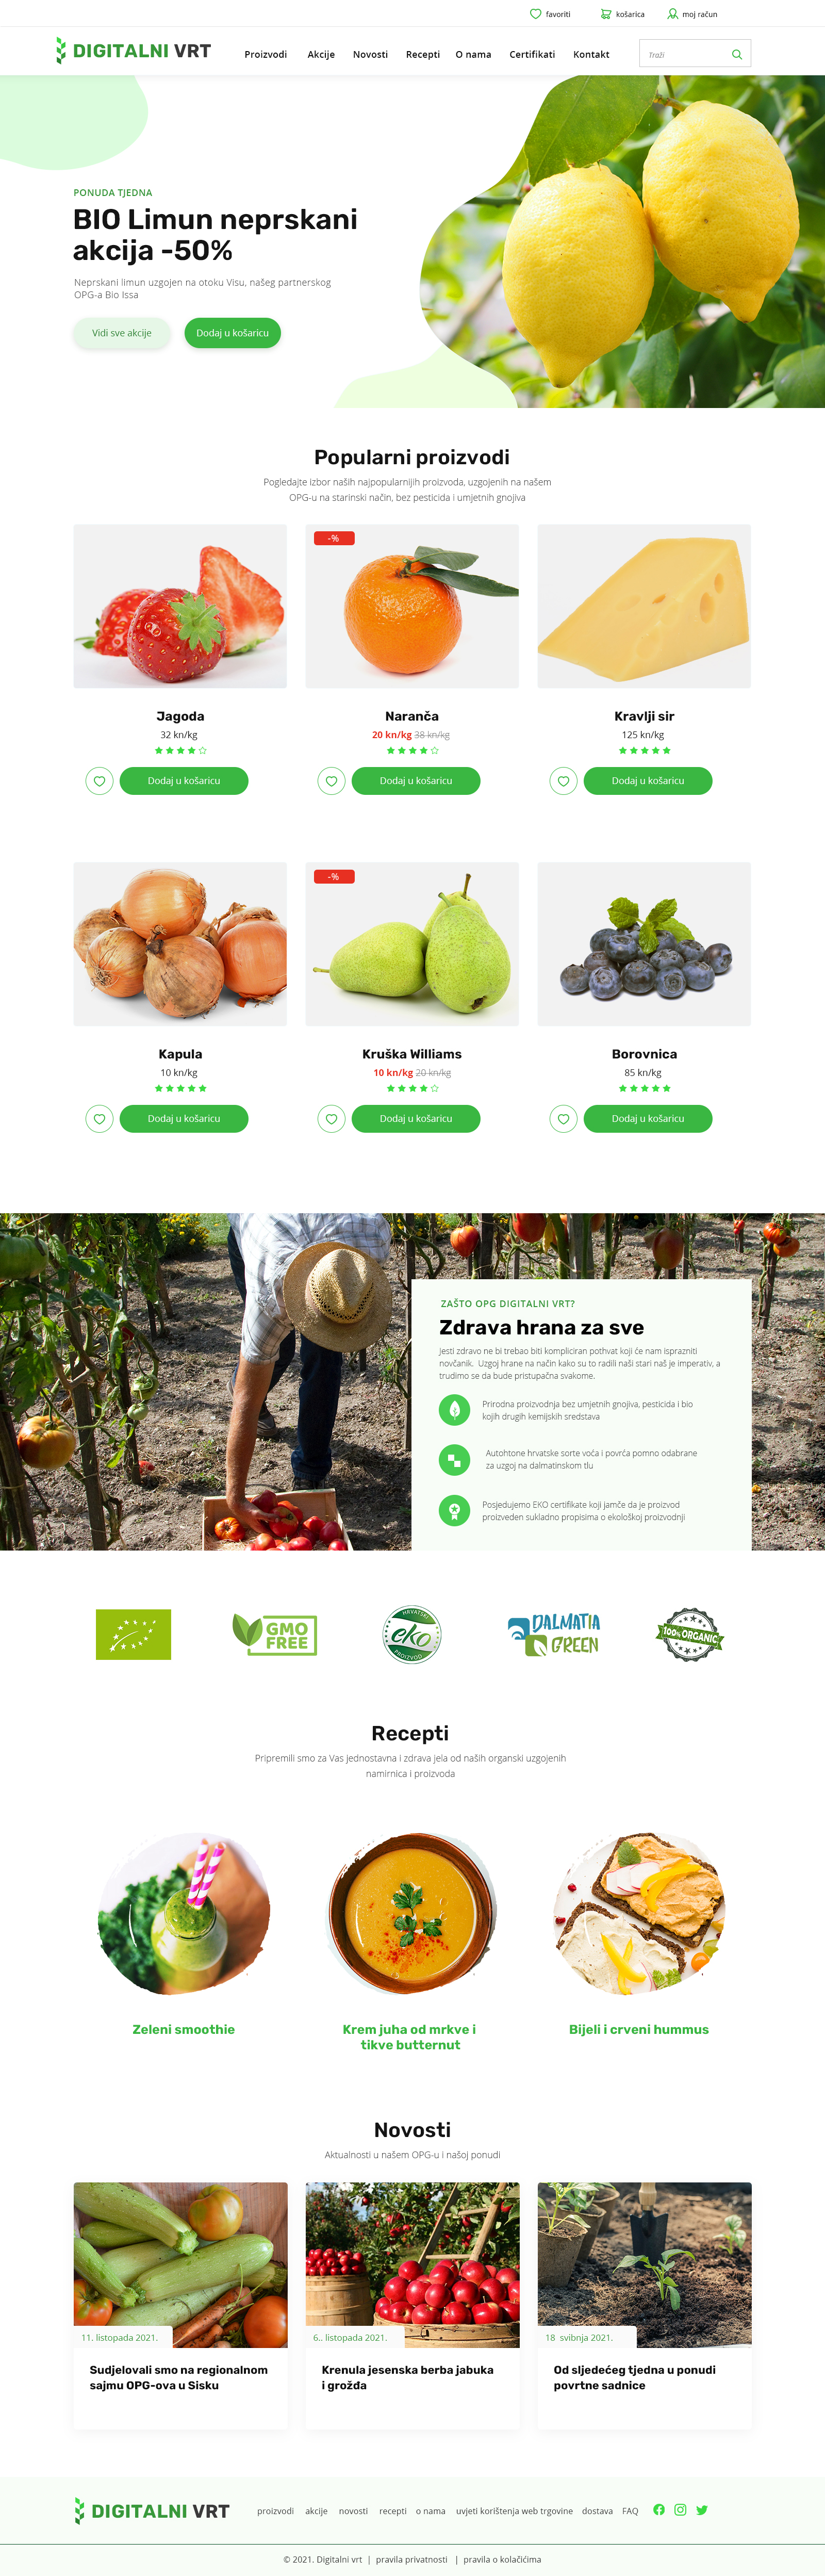 favoriti
košarica
moj račun
DIGITALNI VRT
Proizvodi
Akcije
Novosti
Recepti
O nama
Certifikati
Kontakt
Traži
PONUDA TJEDNA
BIO Limun neprskani
akcija -50%
Neprskani limun uzgojen na otoku Visu, našeg partnerskog
OPG-a Bio Issa
Vidi sve akcije
Dodaj u košaricu
Popularni proizvodi
Pogledajte izbor naših najpopularnijih proizvoda, uzgojenih na našem
OPG-u na starinski način, bez pesticida i umjetnih gnojiva
-%
Jagoda
32 kn/kg
Dodaj u košaricu
Naranča
20 kn/kg 38 kn/kg
Dodaj u košaricu
Kravlji sir
125 kn/kg
Dodaj u košaricu
-%
Kapula
10 kn/kg
Dodaj u košaricu
Kruška Williams
10 kn/kg 20 kn/kg
Dodaj u košaricu
Borovnica
85 kn/kg
Dodaj u košaricu
ZAŠTO OPG DIGITALNI VRT?
Zdrava hrana za sve
Jesti zdravo ne bi trebao biti kompliciran pothvat koji će nam isprazniti
novčanik. Uzgoj hrane na način kako su to radili naši stari naš je imperativ, a
trudimo se da bude pristupačna svakome.
Prirodna proizvodnja bez umjetnih gnojiva, pesticida i bio
kojih drugih kemijskih sredstava
Autohtone hrvatske sorte voća i povrća pomno odabrane
za uzgoj na dalmatinskom tlu
Posjedujemo EKO certifikate koji jamče da je proizvod
proizveden sukladno propisima o ekološkoj proizvodnji
GMO
FREE
HRVATSKI
eko
PROIZVOD
DALMATIA
GREEN
100% ORGANIC
Recepti
Pripremili smo za Vas jednostavna i zdrava jela od naših organski uzgojenih
namirnica i proizvoda
Zeleni smoothie
Krem juha od mrkve i
tikve butternut
Bijeli i crveni hummus
Novosti
Aktualnosti u našem OPG-u i našoj ponudi
11. listopada 2021.
Sudjelovali smo na regionalnom
sajmu OPG-ova u Sisku
6.. listopada 2021.
Krenula jesenska berba jabuka
i grožđa
18 svibnja 2021.
Od sljedećeg tjedna u ponudi
povrtne sadnice
DIGITALNI VRT
proizvodi
akcije
novosti
recepti
o nama
uvjeti korištenja web trgovine
dostava
FAQ
© 2021. Digitalni vrt | pravila privatnosti | pravila o kolačićima